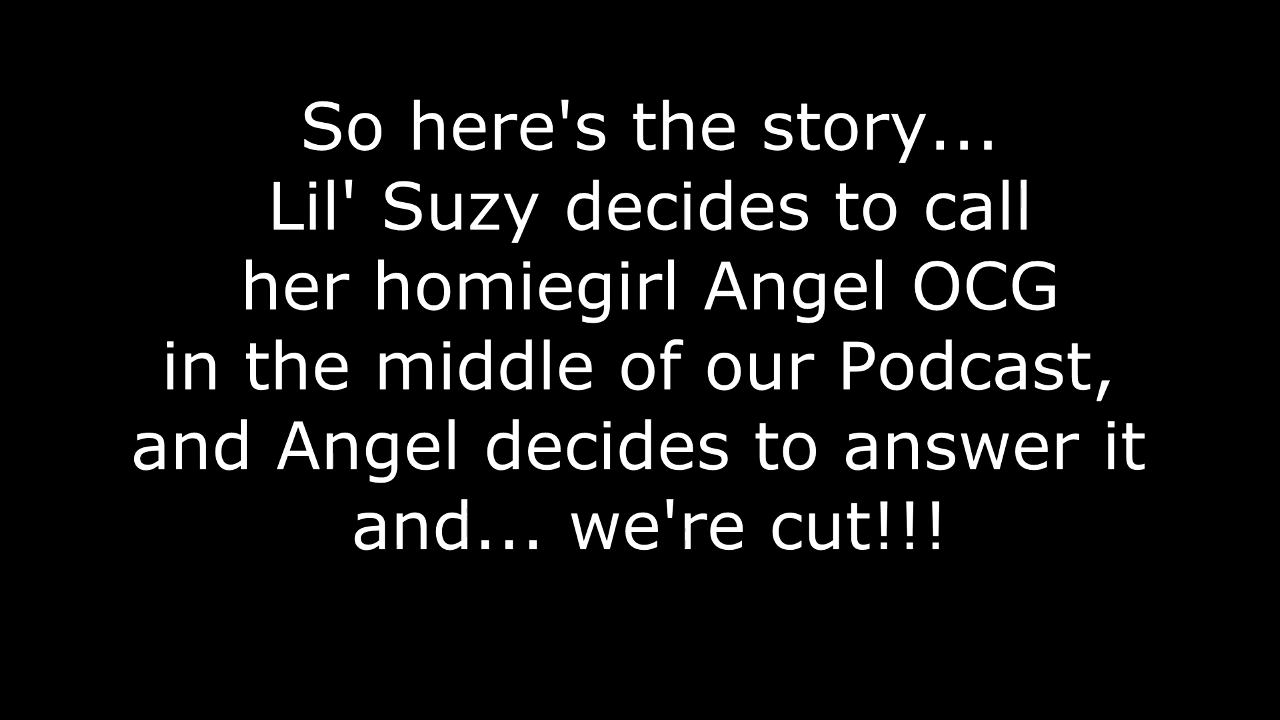 So here's the story...
Lil' Suzy decides to call
her homiegirl Angel OCG
in the middle of our Podcast,
and Angel decides to answer it
and... we're cut!!!